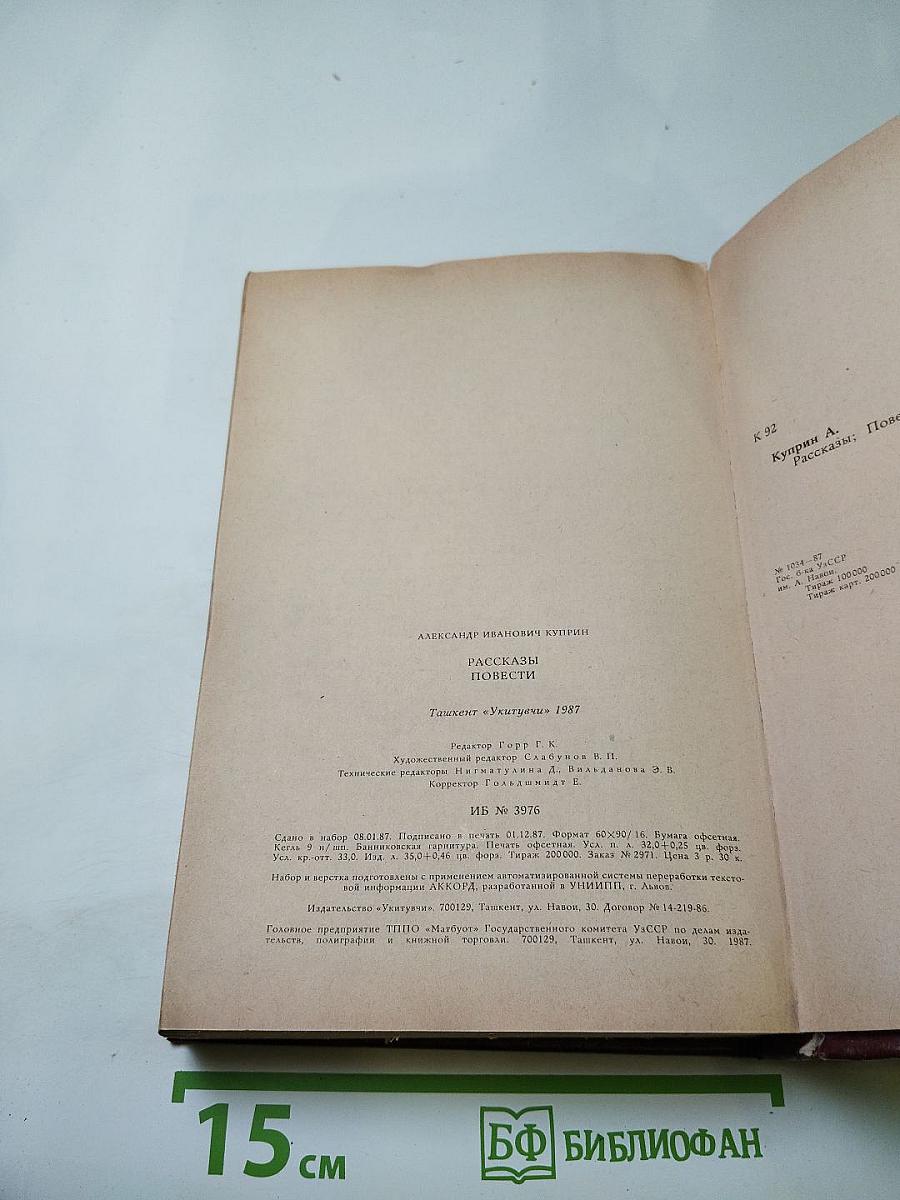 АЛЕКСАНДР ИВАНОВИЧ КУПРИН
РАССКАЗЫ
ПОВЕСТИ
Ташкент «Укитувчи» 1987
Редактор Горр Г. К.
Художественный редактор Слабунов В. П.
Технические редакторы Нигматулина Д., Вильданова Э. В.
Корректор Гольдшмидт Е.
ИБ № 3976
Сдано в набор 08.01.87. Подписано в печать 01.12.87. Формат 60×90/16. Бумага офсетная.
Кегль 9 н/шп. Банниковская гарнитура. Печать офсетная. Усл. п. л. 32,0+0,25 цв. форз.
Усл. кр.-отт. 33,0. Изд. л. 35,0+0,46 цв. форз. Тираж 200000. Заказ № 2971. Цена 3 р. 30 к.
Набор и верстка подготовлены с применением автоматизированной системы переработки тексто-
вой информации АККОРД, разработанной в УНИИПП, г. Львов.
Издательство «Укитувчи». 700129, Ташкент, ул. Навои, 30. Договор № 14-219-86.
Головное предприятие ТППО «Матбуот» Государственного комитета УзССР по делам изда-
тельств, полиграфии и книжной торговли. 700129, Ташкент, ул. Навои, 30. 1987.
К 92
Куприн А.
Рассказы; Пове
№ 1034—87
Гос. б-ка УзССР
им. А. Навои.
Тираж 100000
Тираж карт. 200000
15 см
БФ БИБЛИОФАН